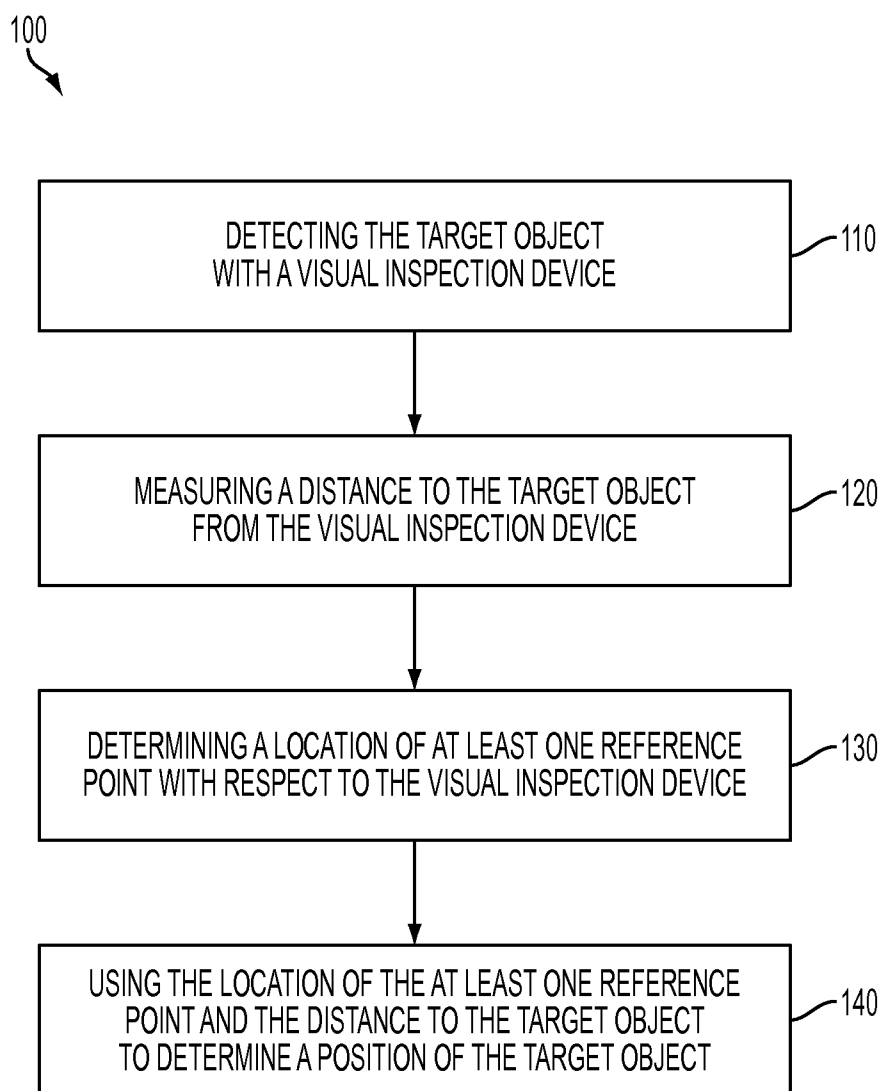 100
DETECTING THE TARGET OBJECT
WITH A VISUAL INSPECTION DEVICE
110
MEASURING A DISTANCE TO THE TARGET OBJECT
FROM THE VISUAL INSPECTION DEVICE
120
DETERMINING A LOCATION OF AT LEAST ONE REFERENCE
POINT WITH RESPECT TO THE VISUAL INSPECTION DEVICE
130
USING THE LOCATION OF THE AT LEAST ONE REFERENCE
POINT AND THE DISTANCE TO THE TARGET OBJECT
TO DETERMINE A POSITION OF THE TARGET OBJECT
140